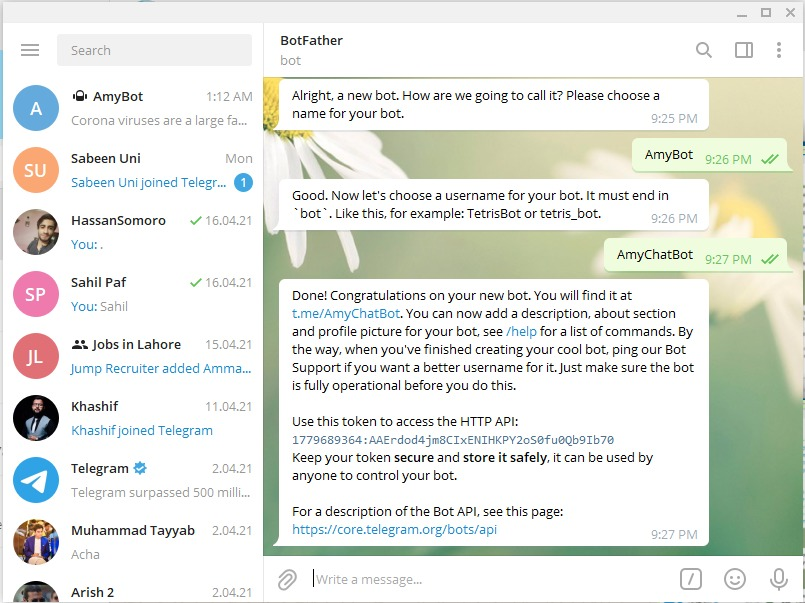 Search
A
AmyBot
1:12 AM
Corona viruses are a large fa...
SU
Sabeen Uni
Mon
Sabeen Uni joined Telegr...
1
HassanSomoro
16.04.21
You: .
SP
Sahil Paf
16.04.21
You: Sahil
JL
Jobs in Lahore
15.04.21
Jump Recruiter added Amma...
Khashif
11.04.21
Khashif joined Telegram
Telegram
2.04.21
Telegram surpassed 500 milli...
Muhammad Tayyab
2.04.21
Acha
Arish 2
2.04.21
BotFather
bot
Alright, a new bot. How are we going to call it? Please choose a
name for your bot.
9:25 PM
AmyBot
9:26 PM
Good. Now let's choose a username for your bot. It must end in
`bot`. Like this, for example: TetrisBot or tetris_bot.
9:26 PM
AmyChatBot
9:27 PM
Done! Congratulations on your new bot. You will find it at
t.me/AmyChatBot. You can now add a description, about section
and profile picture for your bot, see /help for a list of commands. By
the way, when you've finished creating your cool bot, ping our Bot
Support if you want a better username for it. Just make sure the bot
is fully operational before you do this.
Use this token to access the HTTP API:
1779689364:AAErdod4jm8CIxENIHKPY2oS0fu0Qb9Ib70
Keep your token secure and store it safely, it can be used by
anyone to control your bot.
For a description of the Bot API, see this page:
https://core.telegram.org/bots/api
9:27 PM
Write a message...